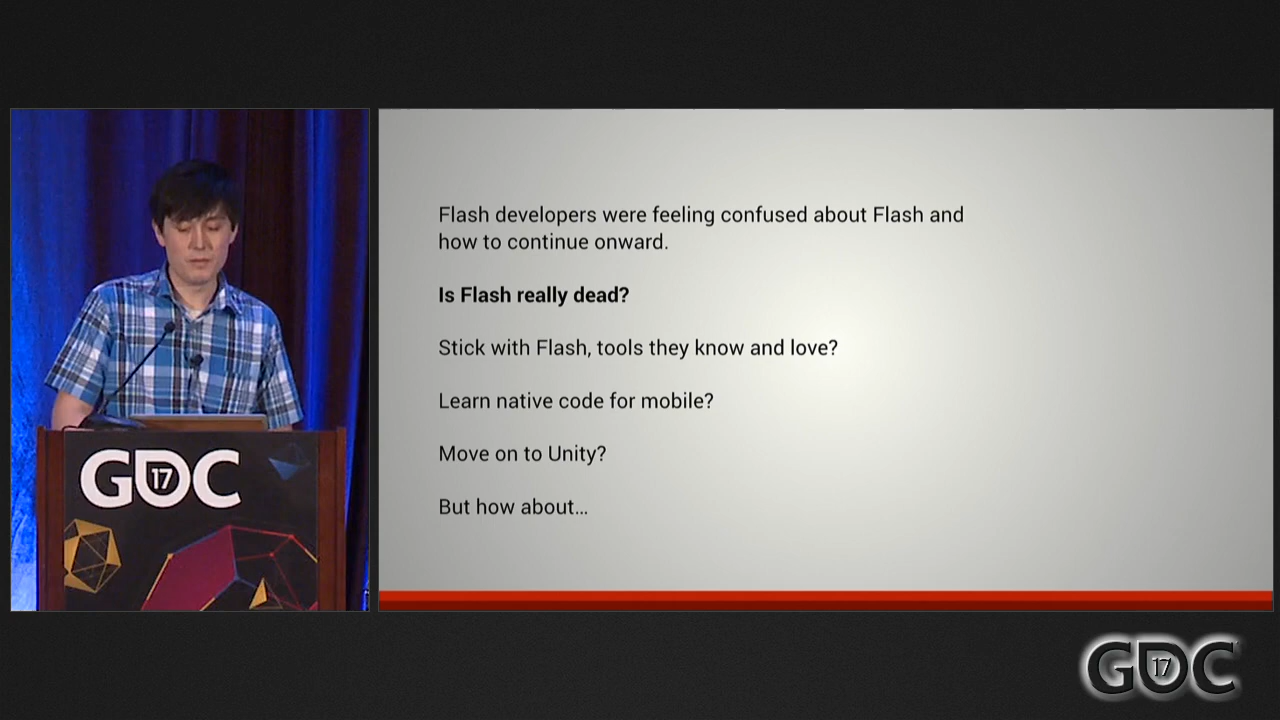 Flash developers were feeling confused about Flash and
how to continue onward.
Is Flash really dead?
Stick with Flash, tools they know and love?
Learn native code for mobile?
Move on to Unity?
But how about...
GDC 17
GDC 17